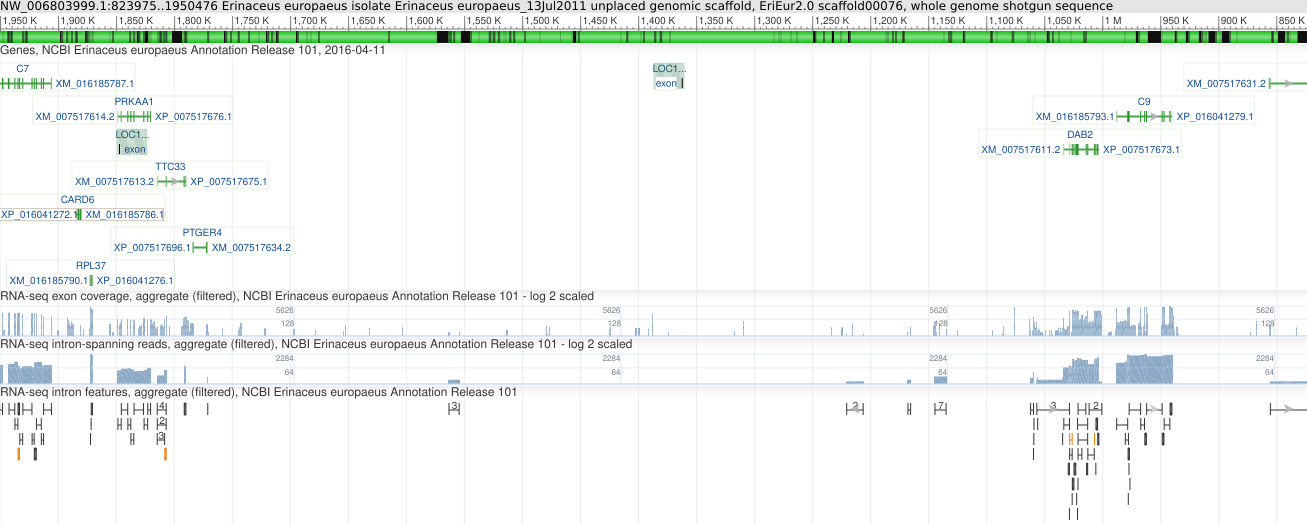 NW_006803999.1:823975..1950476 Erinaceus europaeus isolate Erinaceus europaeus_13Jul2011 unplaced genomic scaffold, EriEur2.0 scaffold00076, whole genome shotgun sequence
1,950 K 1,900 K 1,850 K 1,800 K 1,750 K 1,700 K 1,650 K 1,600 K 1,550 K 1,500 K 1,450 K 1,400 K 1,350 K 1,300 K 1,250 K 1,200 K 1,150 K 1,100 K 1,050 K 1 M 950 K 900 K 850 K
Genes, NCBI Erinaceus europaeus Annotation Release 101, 2016-04-11
C7 LOC1...
XM_016185787.1 exon XM_007517631.2
PRKAA1 C9
XM_007517614.2 XP_007517676.1 XM_016185793.1 XP_016041279.1
LOC1... DAB2
exon XM_007517611.2 XP_007517673.1
TTC33
XM_007517613.2 XP_007517675.1
CARD6
XP_016041272.1 XM_016185786.1
PTGER4
XP_007517696.1 XM_007517634.2
RPL37
XM_016185790.1 XP_016041276.1
RNA-seq exon coverage, aggregate (filtered), NCBI Erinaceus europaeus Annotation Release 101 - log 2 scaled
5626 5626 5626 5626
128 128 128 128
RNA-seq intron-spanning reads, aggregate (filtered), NCBI Erinaceus europaeus Annotation Release 101 - log 2 scaled
2284 2284 2284 2284
64 64 64 64
RNA-seq intron features, aggregate (filtered), NCBI Erinaceus europaeus Annotation Release 101
4 3 2 7 3 2
2
3